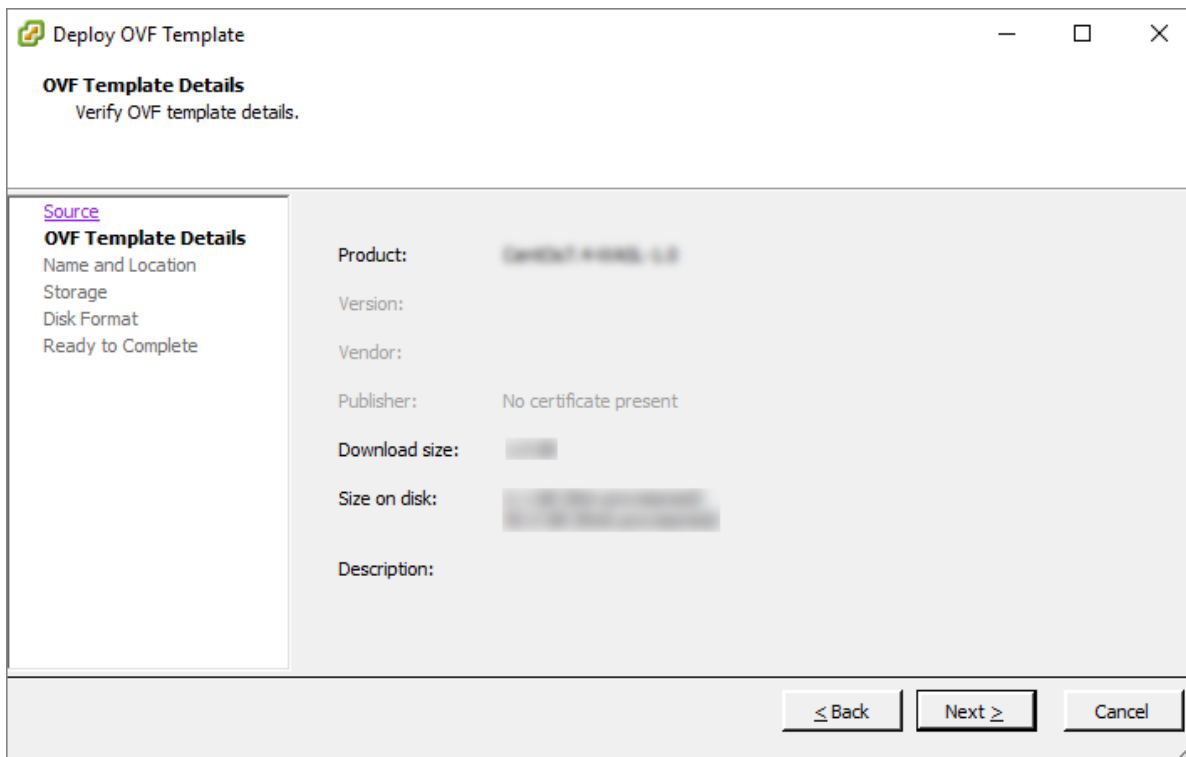 Deploy OVF Template
OVF Template Details
Verify OVF template details.
Source
OVF Template Details
Name and Location
Storage
Disk Format
Ready to Complete
Product:
Version:
Vendor:
Publisher: No certificate present
Download size:
Size on disk:
Description:
< Back
Next >
Cancel